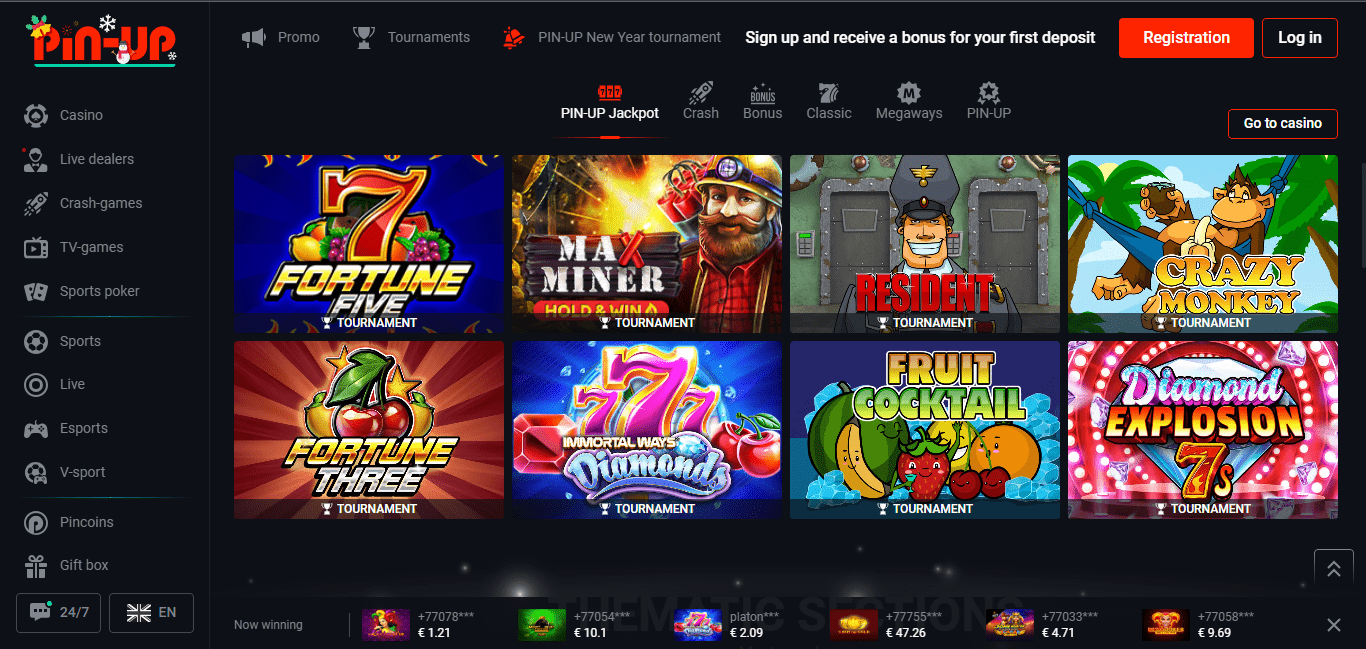 PIN-UP
Promo
Tournaments
PIN-UP New Year tournament
Sign up and receive a bonus for your first deposit
Registration
Log in
777
BONUS
7
M
PIN-UP Jackpot
Crash
Bonus
Classic
Megaways
PIN-UP
Go to casino
Casino
Live dealers
Crash-games
TV-games
Sports poker
Sports
Live
Esports
V-sport
Pincoins
Gift box
24/7
EN
7
FORTUNE
FIVE
TOURNAMENT
MAX
MINER
HOLD & WIN
TOURNAMENT
RESIDENT
TOURNAMENT
CRAZY
MONKEY
TOURNAMENT
FORTUNE
THREE
TOURNAMENT
777
IMMORTAL WAYS
Diamonds
TOURNAMENT
FRUIT
COCKTAIL
TOURNAMENT
Diamond
EXPLOSION
7s
TOURNAMENT
THEMATIC SECTIONS
Now winning
+77078***
€ 1.21
+77054***
€ 10.1
platon***
€ 2.09
+77755***
€ 47.26
+77033***
€ 4.71
+77058***
€ 9.69